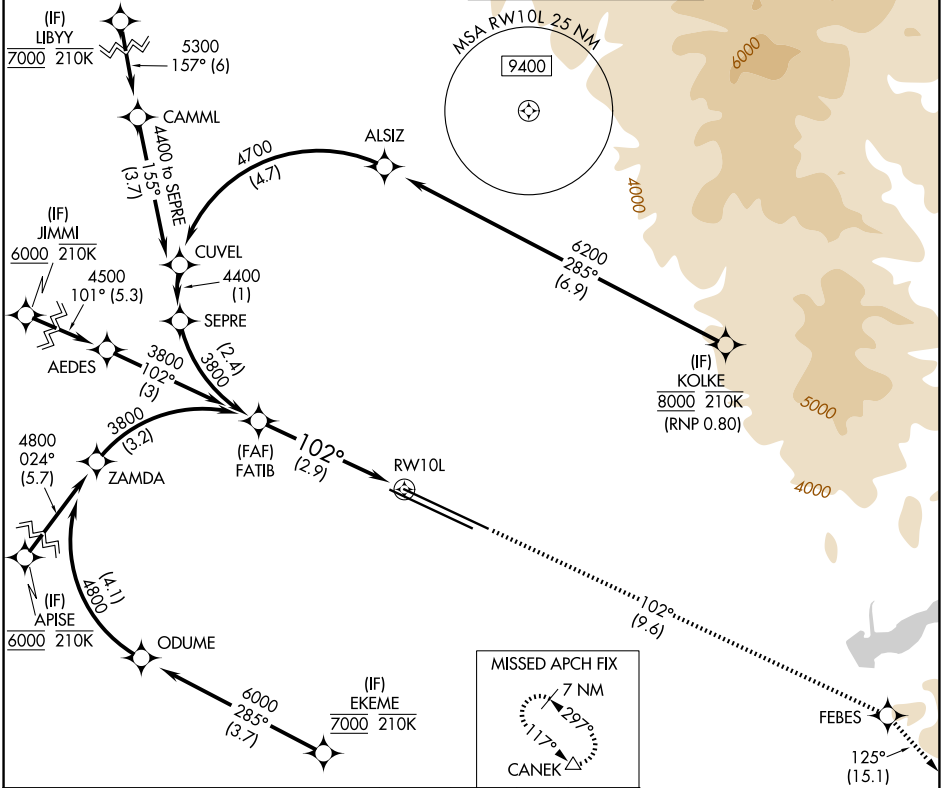 (IF)
LIBYY
7000 210K
5300
157° (6)
CAMML
4400 to SEPRE
155°
(3.7)
MSA RW10L 25 NM
9400
6000
4000
ALSIZ
4700
(4.7)
6200
285°
(6.9)
(IF)
JIMMI
6000 210K
4500
101° (5.3)
CUVEL
4400
(1)
SEPRE
(2.4)
3800
AEDES
3800
102°
(3)
(IF)
KOLKE
8000 210K
(RNP 0.80)
5000
4000
4800
024°
(5.7)
3800
(3.2)
ZAMDA
(FAF)
FATIB
102°
(2.9)
RW10L
(IF)
APISE
6000 210K
(4.1)
4800
ODUME
6000
285°
(3.7)
(IF)
EKEME
7000 210K
102°
(9.6)
MISSED APCH FIX
7 NM
297°
117°
CANEK
FEBES
125°
(15.1)